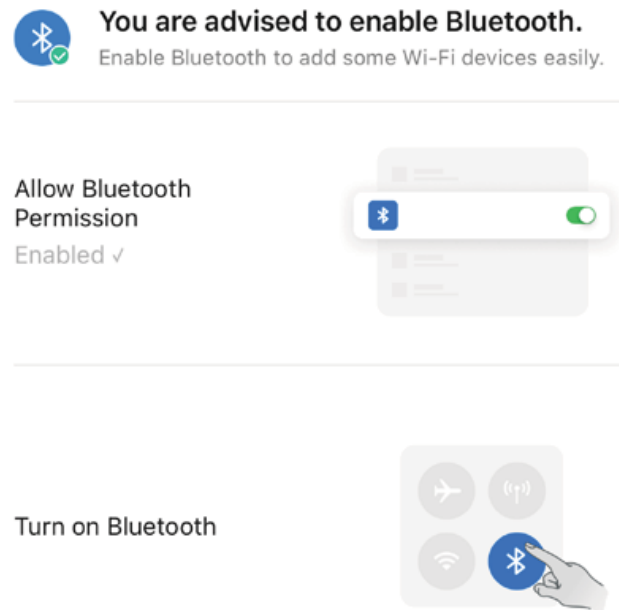 You are advised to enable Bluetooth.
Enable Bluetooth to add some Wi-Fi devices easily.
Allow Bluetooth
Permission
Enabled ✓
Turn on Bluetooth